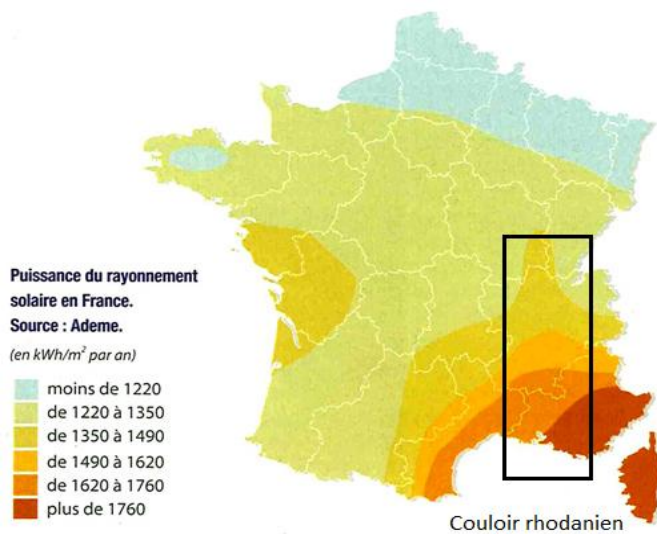 Puissance du rayonnement
solaire en France.
Source : Ademe.
(en kWh/m² par an)
moins de 1220
de 1220 à 1350
de 1350 à 1490
de 1490 à 1620
de 1620 à 1760
plus de 1760
Couloir rhodanien